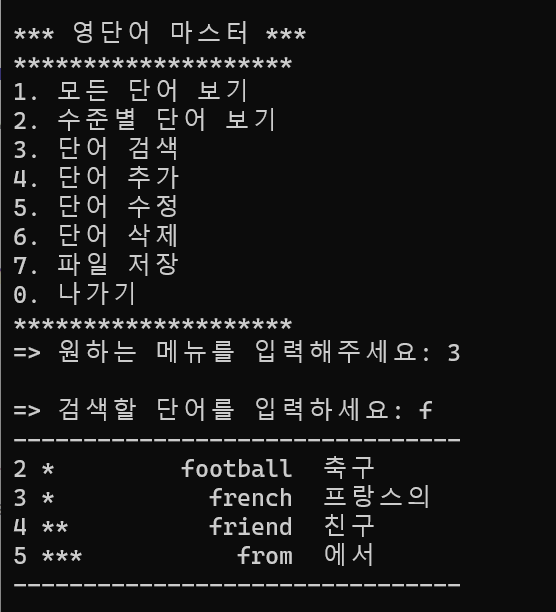 *** 영단어 마스터 ***
********************
1. 모든 단어 보기
2. 수준별 단어 보기
3. 단어 검색
4. 단어 추가
5. 단어 수정
6. 단어 삭제
7. 파일 저장
0. 나가기
********************
=> 원하는 메뉴를 입력해주세요: 3
=> 검색할 단어를 입력하세요: f
--------------------------------
2 *         football  축구
3 *           french  프랑스의
4 **          friend  친구
5 ***           from  에서
--------------------------------